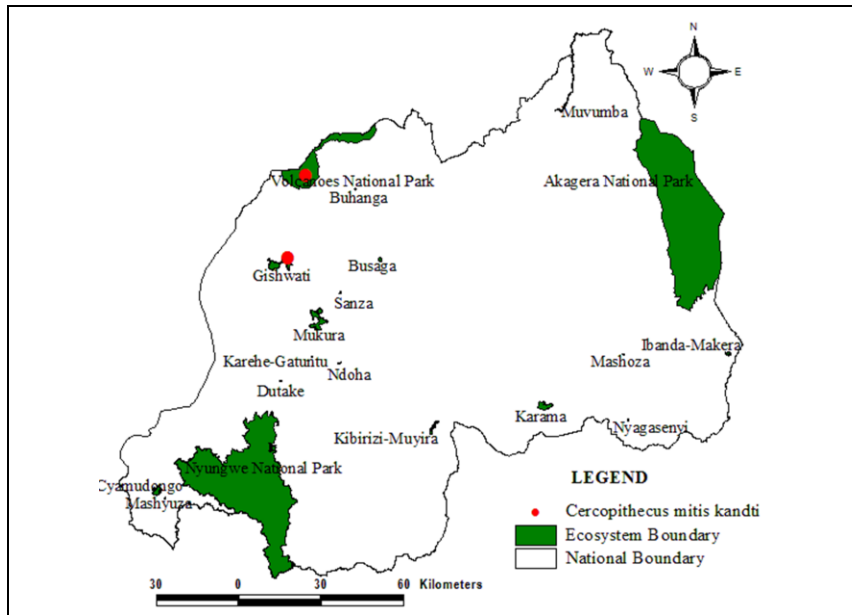 N
W E
S
Muvumba
Volcanoes National Park
Akagera National Park
Buhanga
Gishwati
Busaga
Sanza
Mukura
Ibanda-Makera
Karehe-Gaturitu
Ndoha
Mashoza
Dutake
Karama
Nyagasenyi
Kibirizi-Muyira
Nyungwe National Park
Cyamudongo
Mashyuza
LEGEND
Cercopithecus mitis kandti
Ecosystem Boundary
National Boundary
30 0 30 60 Kilometers